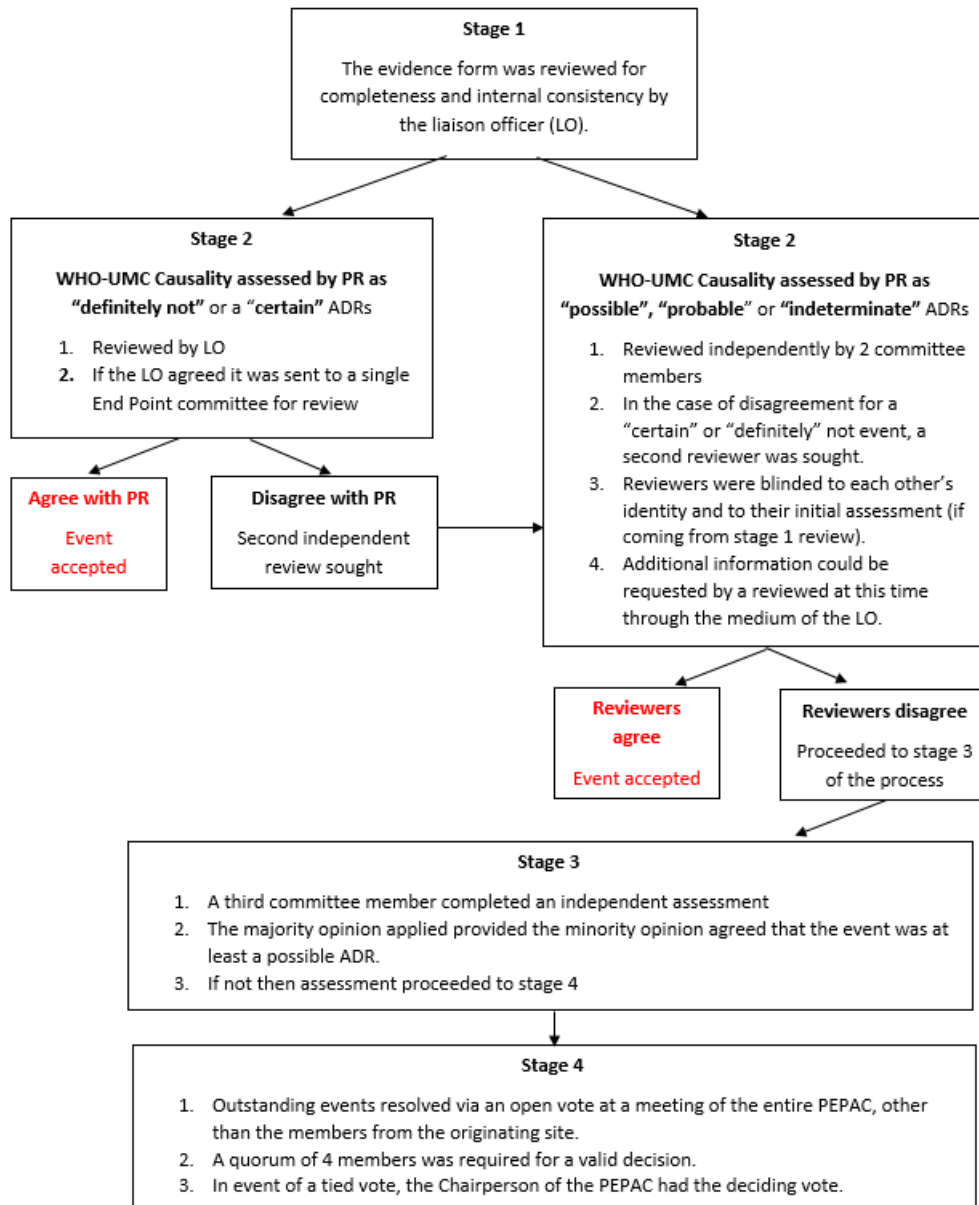 Stage 1
The evidence form was reviewed for
completeness and internal consistency by
the liaison officer (LO).
Stage 2
WHO-UMC Causality assessed by PR as
“definitely not” or a “certain” ADRs
1. Reviewed by LO
2. If the LO agreed it was sent to a single
End Point committee for review
Agree with PR
Event
accepted
Disagree with PR
Second independent
review sought
Stage 2
WHO-UMC Causality assessed by PR as
“possible”, “probable” or “indeterminate” ADRs
1. Reviewed independently by 2 committee
members
2. In the case of disagreement for a
“certain” or “definitely” not event, a
second reviewer was sought.
3. Reviewers were blinded to each other’s
identity and to their initial assessment (if
coming from stage 1 review).
4. Additional information could be
requested by a reviewed at this time
through the medium of the LO.
Reviewers
agree
Event accepted
Reviewers disagree
Proceeded to stage 3
of the process
Stage 3
1. A third committee member completed an independent assessment
2. The majority opinion applied provided the minority opinion agreed that the event was at
least a possible ADR.
3. If not then assessment proceeded to stage 4
Stage 4
1. Outstanding events resolved via an open vote at a meeting of the entire PEPAC, other
than the members from the originating site.
2. A quorum of 4 members was required for a valid decision.
3. In event of a tied vote, the Chairperson of the PEPAC had the deciding vote.